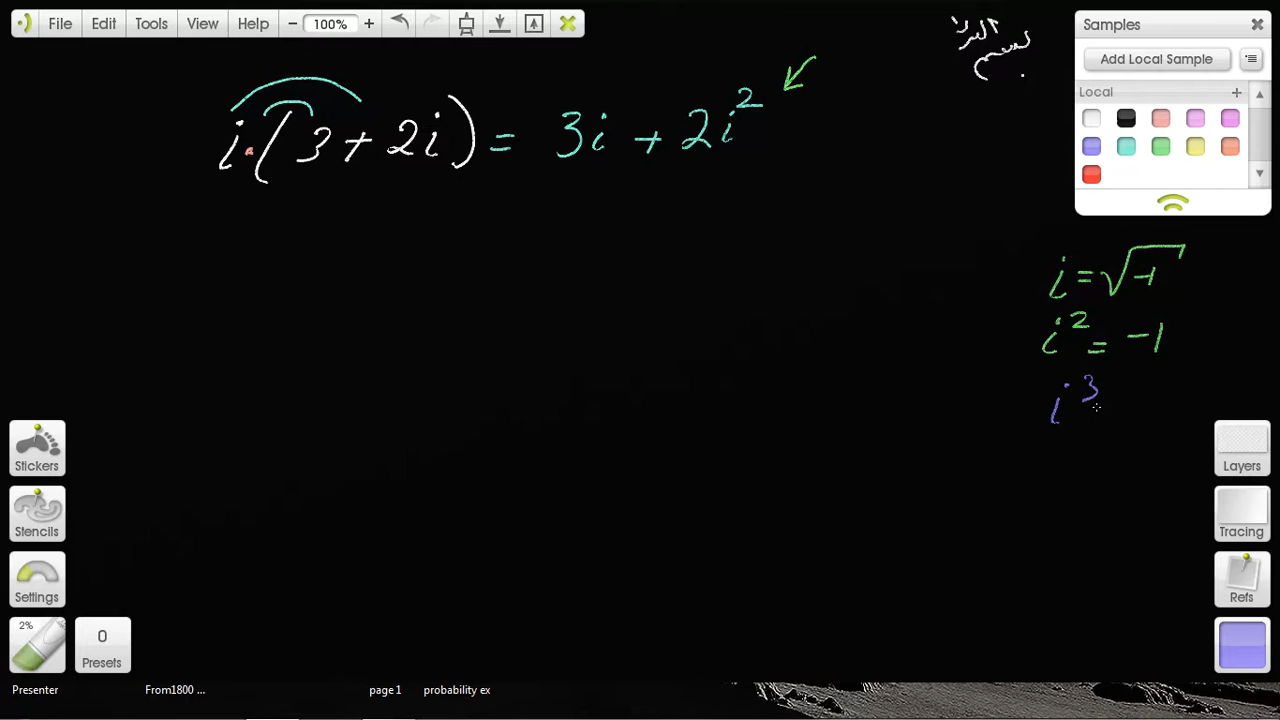 File Edit Tools View Help − 100% +
بسم الله
Samples
Add Local Sample
Local
i.(3+2i) = 3i + 2i²
i = √-1
i² = -1
i³
Stickers
Stencils
Settings
2%
0
Presets
Layers
Tracing
Refs
Presenter From1800 ... page 1 probability ex